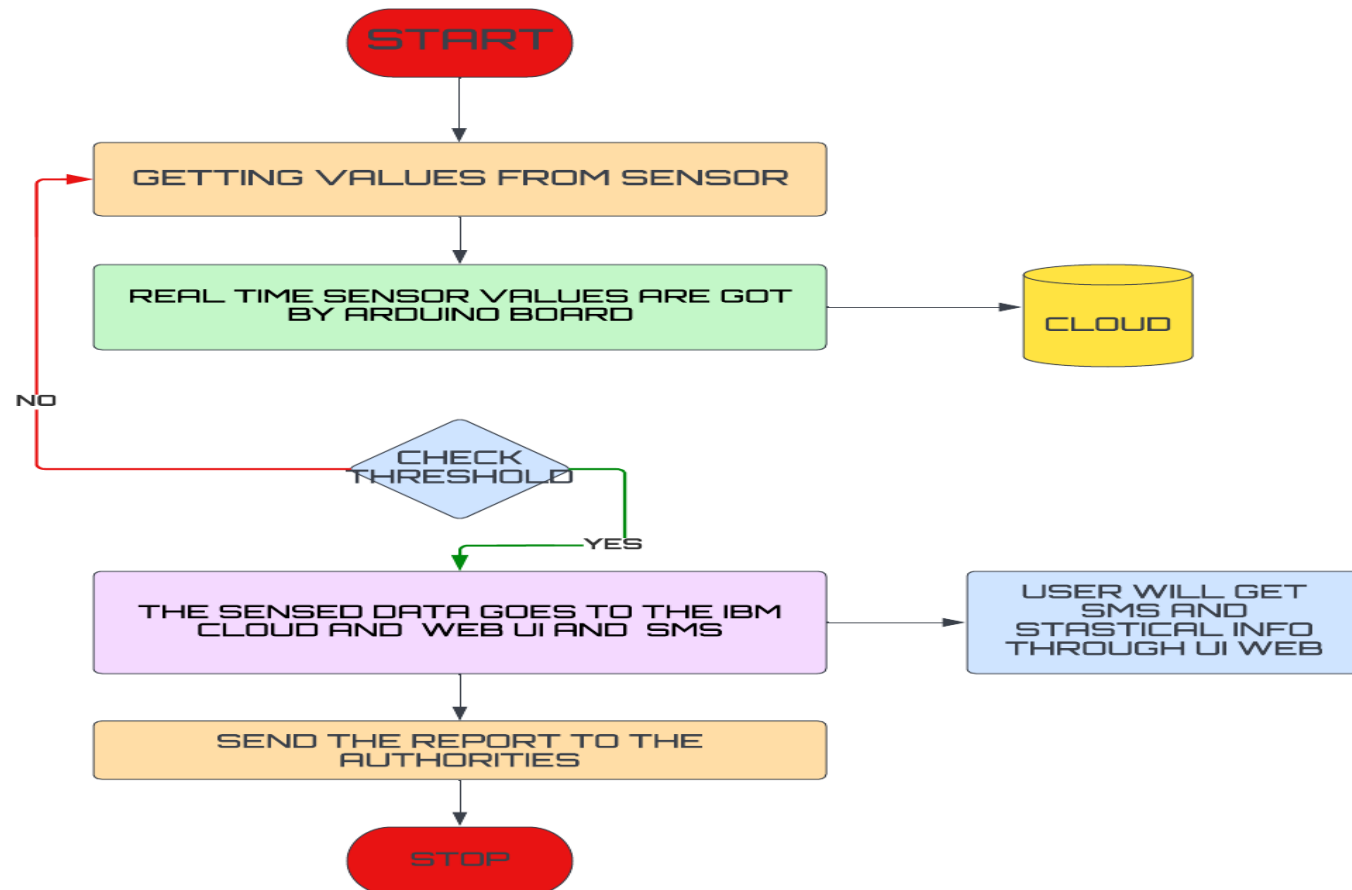 START
GETTING VALUES FROM SENSOR
REAL TIME SENSOR VALUES ARE GOT
BY ARDUINO BOARD
CLOUD
NO
CHECK
THRESHOLD
YES
THE SENSED DATA GOES TO THE IBM
CLOUD AND WEB UI AND SMS
USER WILL GET
SMS AND
STASTICAL INFO
THROUGH UI WEB
SEND THE REPORT TO THE
AUTHORITIES
STOP